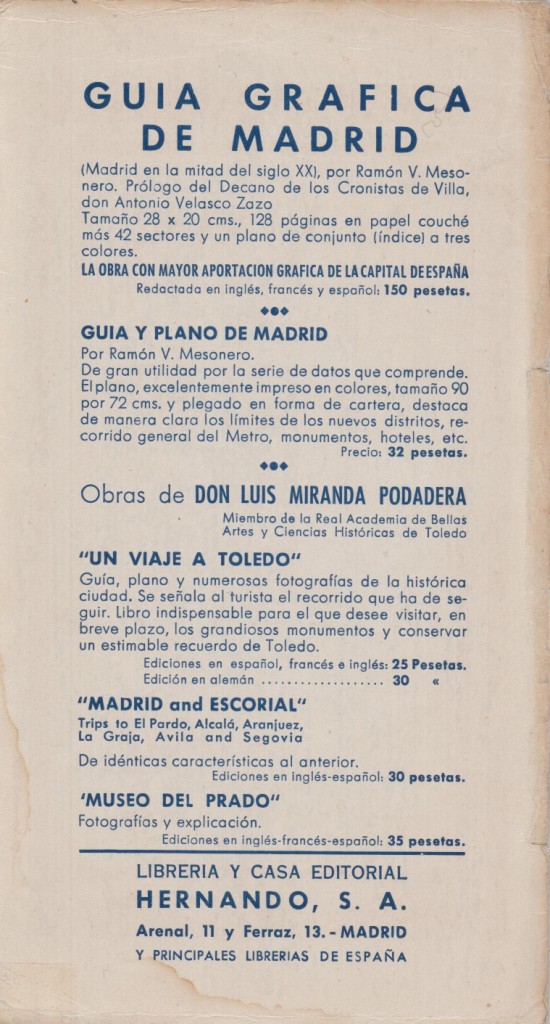 GUIA GRAFICA
DE MADRID
(Madrid en la mitad del siglo XX), por Ramón V. Meso-
nero. Prólogo del Decano de los Cronistas de Villa,
don Antonio Velasco Zazo
Tamaño 28 x 20 cms., 128 páginas en papel couché
más 42 sectores y un plano de conjunto (índice) a tres
colores.
LA OBRA CON MAYOR APORTACION GRAFICA DE LA CAPITAL DE ESPAÑA
Redactada en inglés, francés y español: 150 pesetas.
GUIA Y PLANO DE MADRID
Por Ramón V. Mesonero.
De gran utilidad por la serie de datos que comprende.
El plano, excelentemente impreso en colores, tamaño 90
por 72 cms. y plegado en forma de cartera, destaca
de manera clara los límites de los nuevos distritos, re-
corrido general del Metro, monumentos, hoteles, etc.
Precio: 32 pesetas.
Obras de DON LUIS MIRANDA PODADERA
Miembro de la Real Academia de Bellas
Artes y Ciencias Históricas de Toledo
"UN VIAJE A TOLEDO"
Guía, plano y numerosas fotografías de la histórica
ciudad. Se señala al turista el recorrido que ha de se-
guir. Libro indispensable para el que desee visitar, en
breve plazo, los grandiosos monumentos y conservar
un estimable recuerdo de Toledo.
Ediciones en español, francés e inglés: 25 Pesetas.
Edición en alemán ................... 30 «
"MADRID and ESCORIAL"
Trips to El Pardo, Alcalá, Aranjuez,
La Graja, Avila and Segovia
De idénticas características al anterior.
Ediciones en inglés-español: 30 pesetas.
'MUSEO DEL PRADO"
Fotografías y explicación.
Ediciones en inglés-francés-español: 35 pesetas.
LIBRERIA Y CASA EDITORIAL
HERNANDO, S. A.
Arenal, 11 y Ferraz, 13. - MADRID
Y PRINCIPALES LIBRERIAS DE ESPAÑA